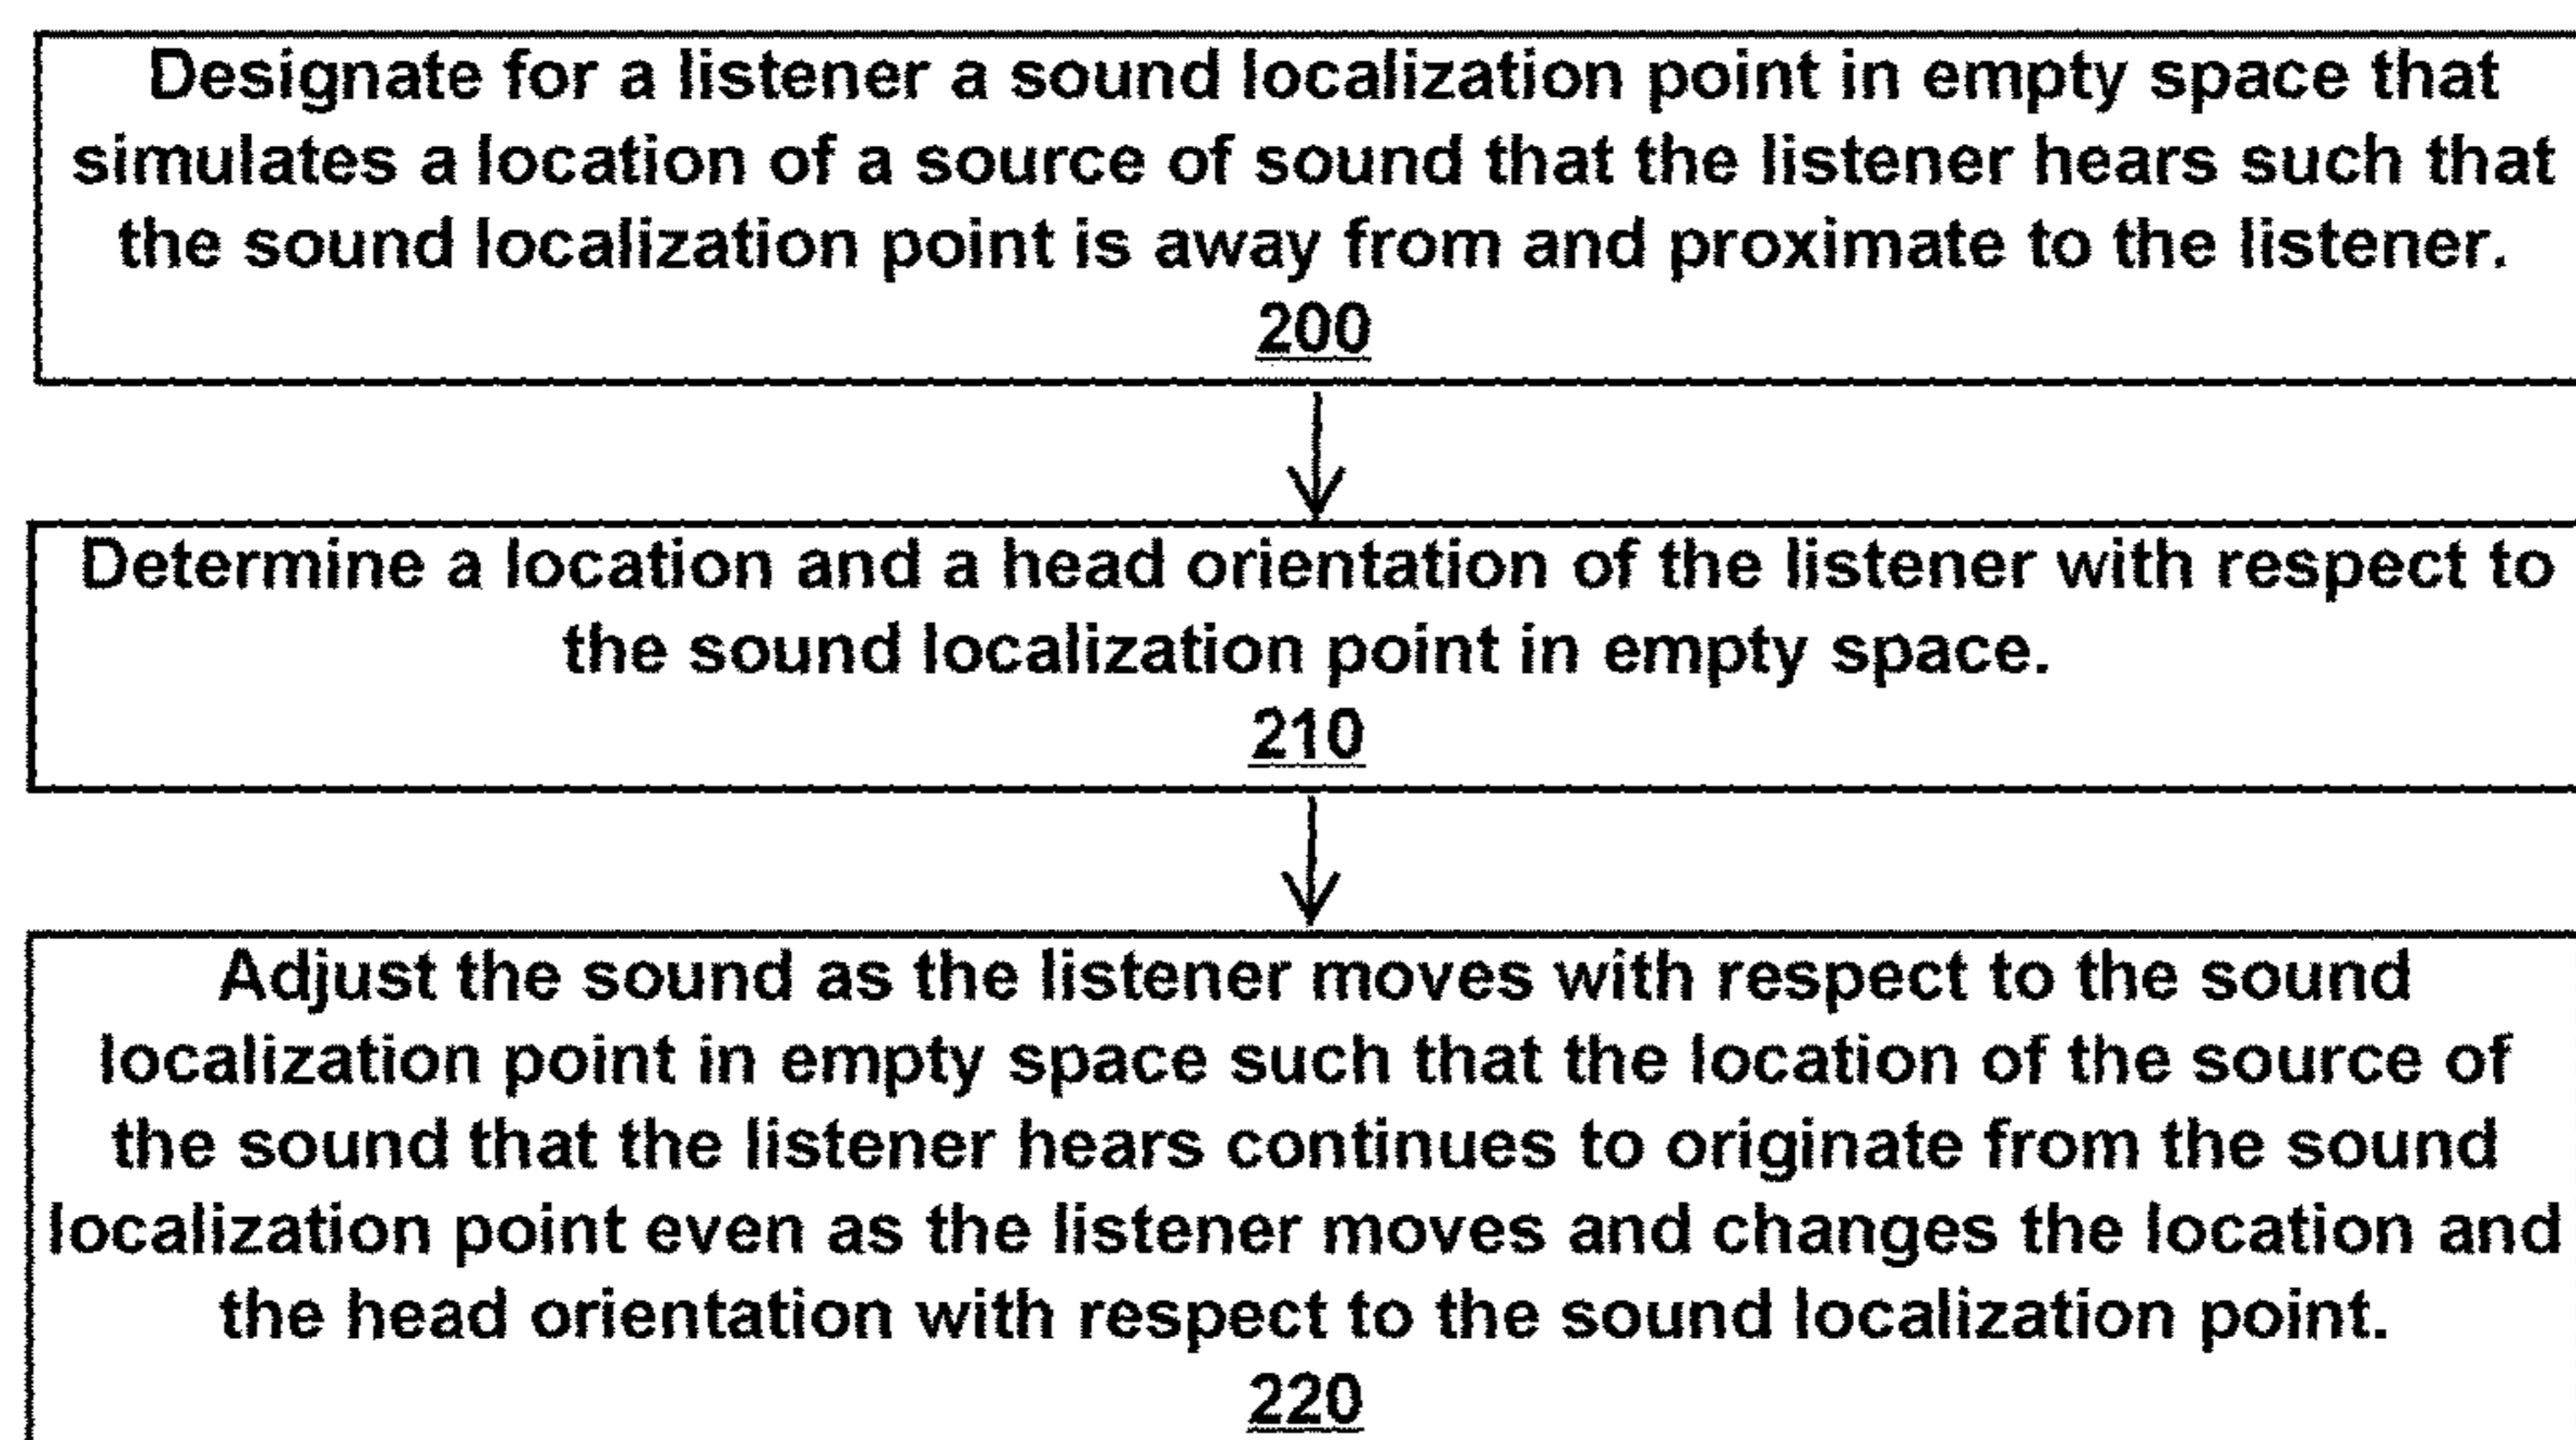 Designate for a listener a sound localization point in empty space that
simulates a location of a source of sound that the listener hears such that
the sound localization point is away from and proximate to the listener.
200
Determine a location and a head orientation of the listener with respect to
the sound localization point in empty space.
210
Adjust the sound as the listener moves with respect to the sound
localization point in empty space such that the location of the source of
the sound that the listener hears continues to originate from the sound
localization point even as the listener moves and changes the location and
the head orientation with respect to the sound localization point.
220